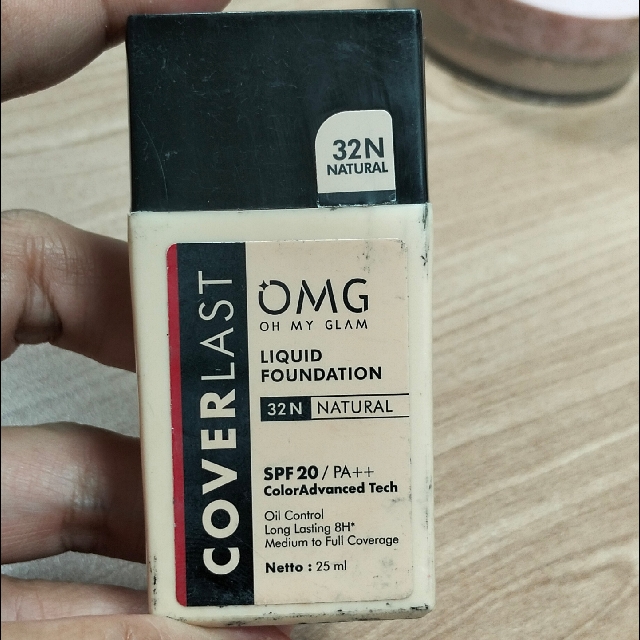 32N
NATURAL
COVERLAST
OMG
OH MY GLAM
LIQUID
FOUNDATION
32N NATURAL
SPF 20 / PA++
ColorAdvanced Tech
Oil Control
Long Lasting 8H*
Medium to Full Coverage
Netto : 25 ml